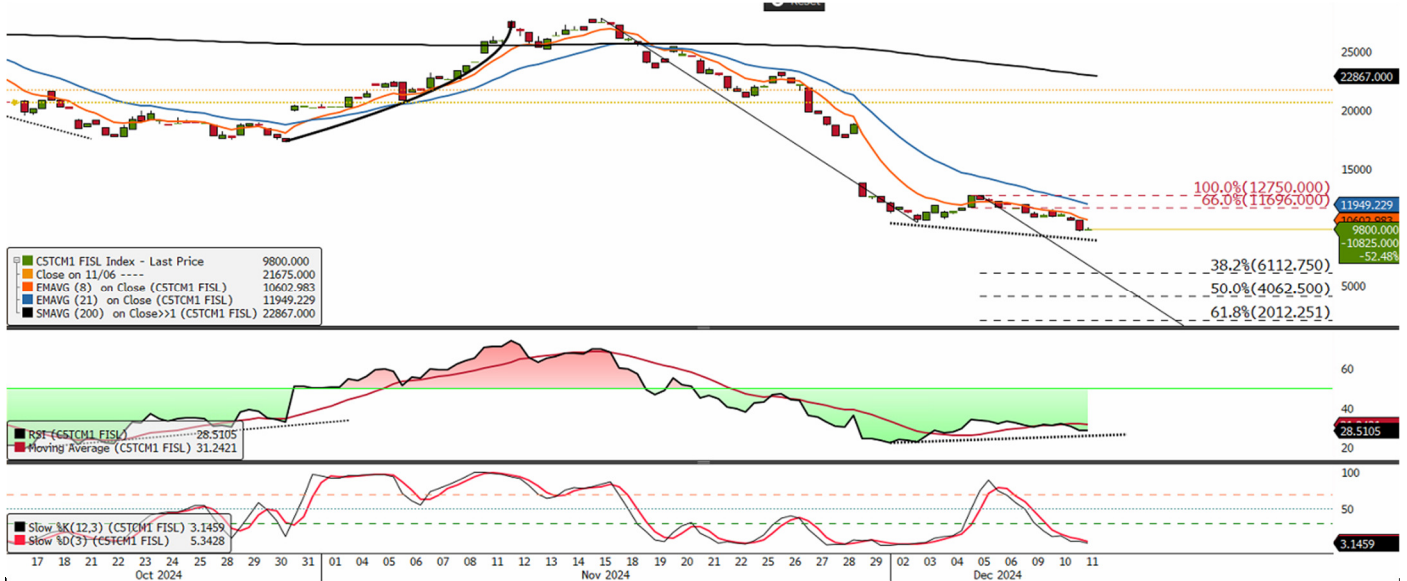 Reset
25000
22867.000
20000
15000
100.0%(12750.000)
66.0%(11696.000)
11949.229
10602.983
9800.000
-10825.000
-52.48%
38.2%(6112.750)
5000
50.0%(4062.500)
61.8%(2012.251)
C5TCM1 FISL Index - Last Price 9800.000
Close on 11/06 ---- 21675.000
EMAVG (8) on Close (C5TCM1 FISL) 10602.983
EMAVG (21) on Close (C5TCM1 FISL) 11949.229
SMAVG (200) on Close>>1 (C5TCM1 FISL) 22867.000
60
40
28.5105
20
RSI (C5TCM1 FISL) 28.5105
Moving Average (C5TCM1 FISL) 31.2421
100
50
3.1459
Slow %K(12,3) (C5TCM1 FISL) 3.1459
Slow %D(3) (C5TCM1 FISL) 5.3428
17 18 21 22 23 24 25 28 29 30 31 01 04 05 06 07 08 11 12 13 14 15 18 19 20 21 22 25 26 27 28 29 02 03 04 05 06 09 10 11
Oct 2024 Nov 2024 Dec 2024